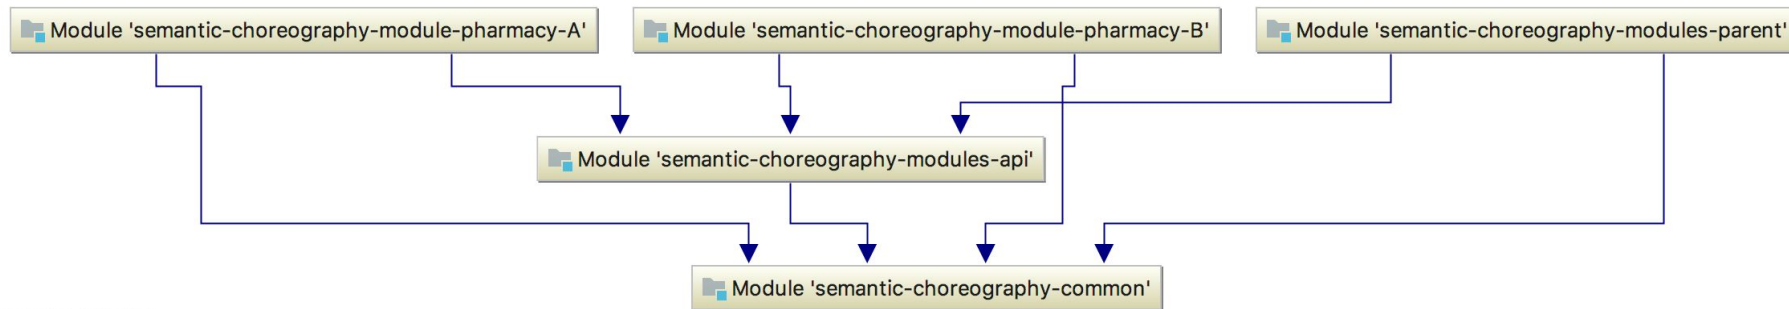 Module 'semantic-choreography-module-pharmacy-A'
Module 'semantic-choreography-module-pharmacy-B'
Module 'semantic-choreography-modules-parent'
Module 'semantic-choreography-modules-api'
Module 'semantic-choreography-common'